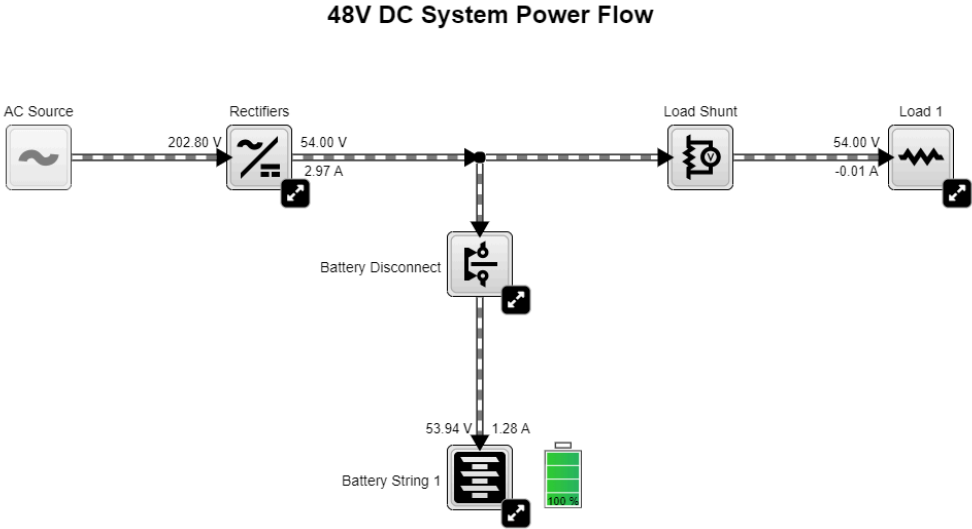 48V DC System Power Flow
AC Source
Rectifiers
Load Shunt
Load 1
202.80 V
54.00 V
2.97 A
V
54.00 V
-0.01 A
Battery Disconnect
53.94 V
1.28 A
Battery String 1
100 %